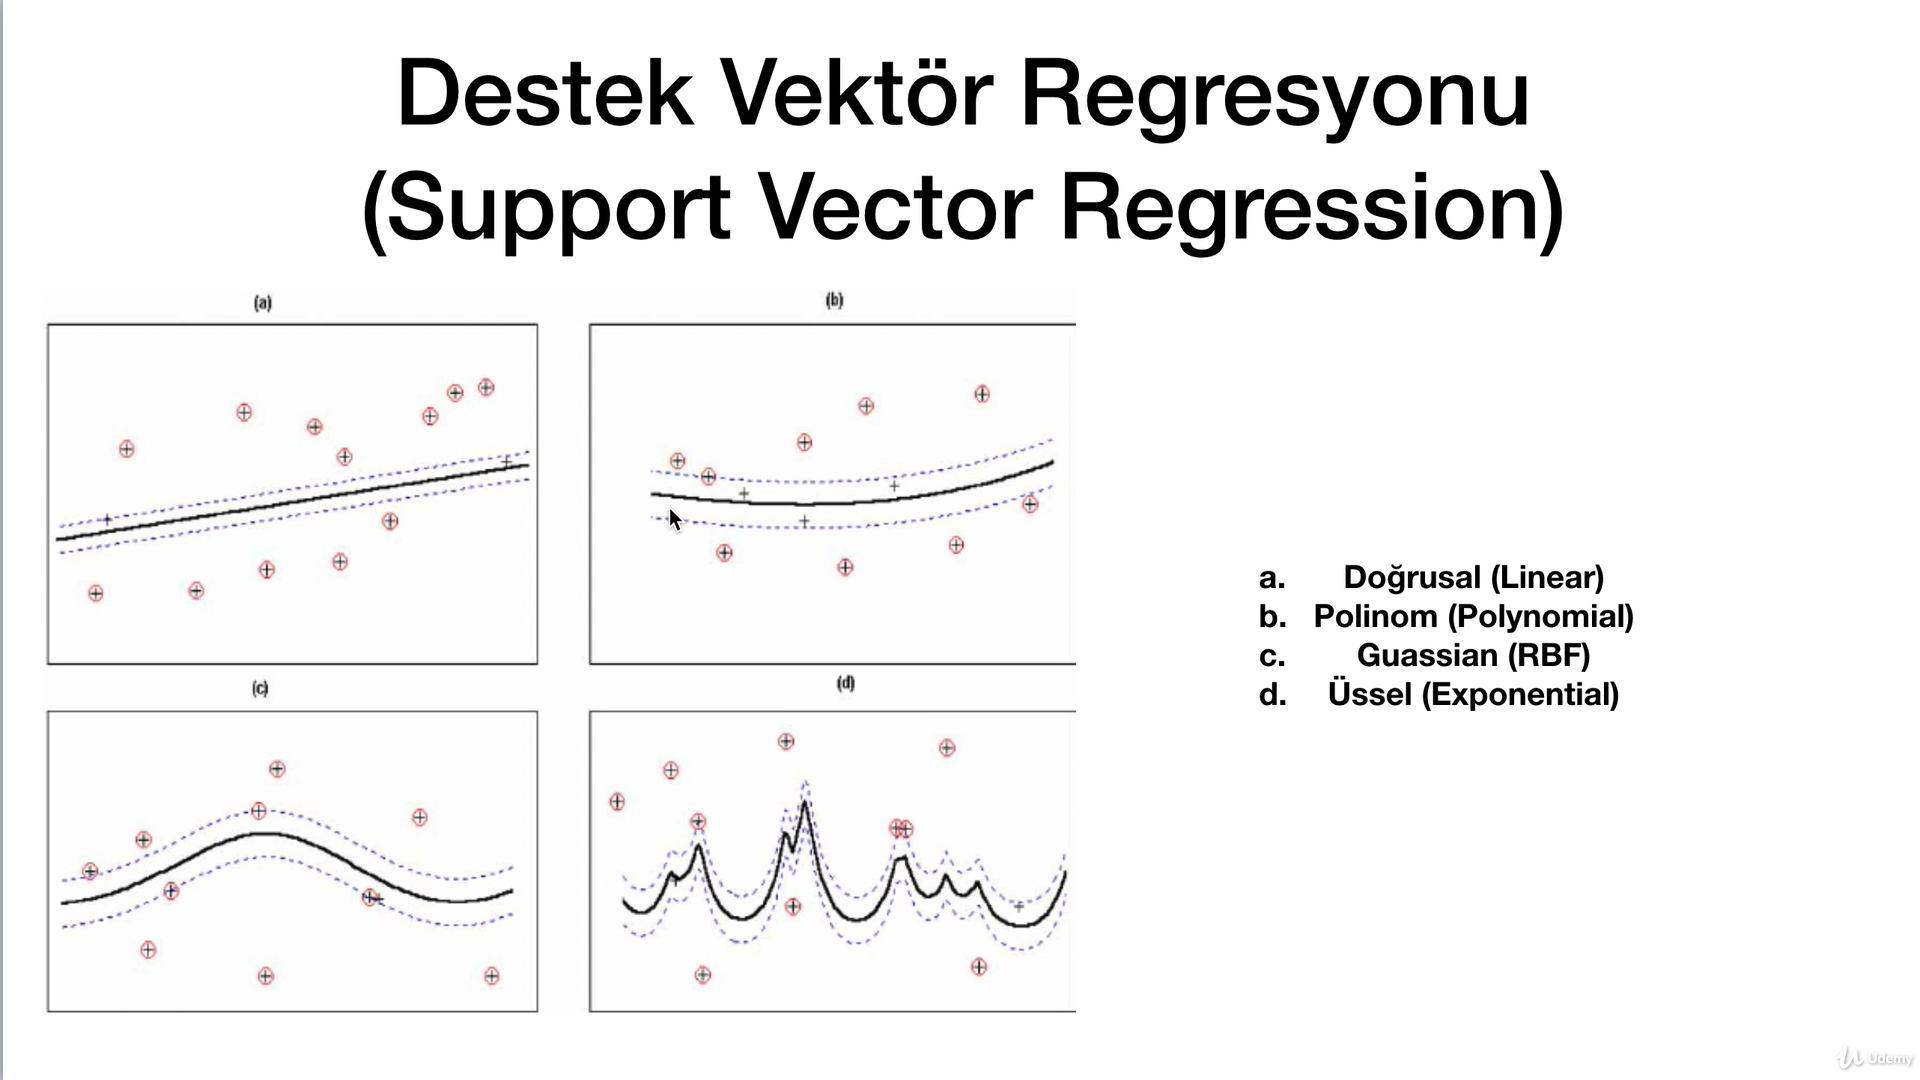 Destek Vektör Regresyonu
(Support Vector Regression)
(a)
(b)
(c)
(d)
a. Doğrusal (Linear)
b. Polinom (Polynomial)
c. Guassian (RBF)
d. Üssel (Exponential)
Udemy